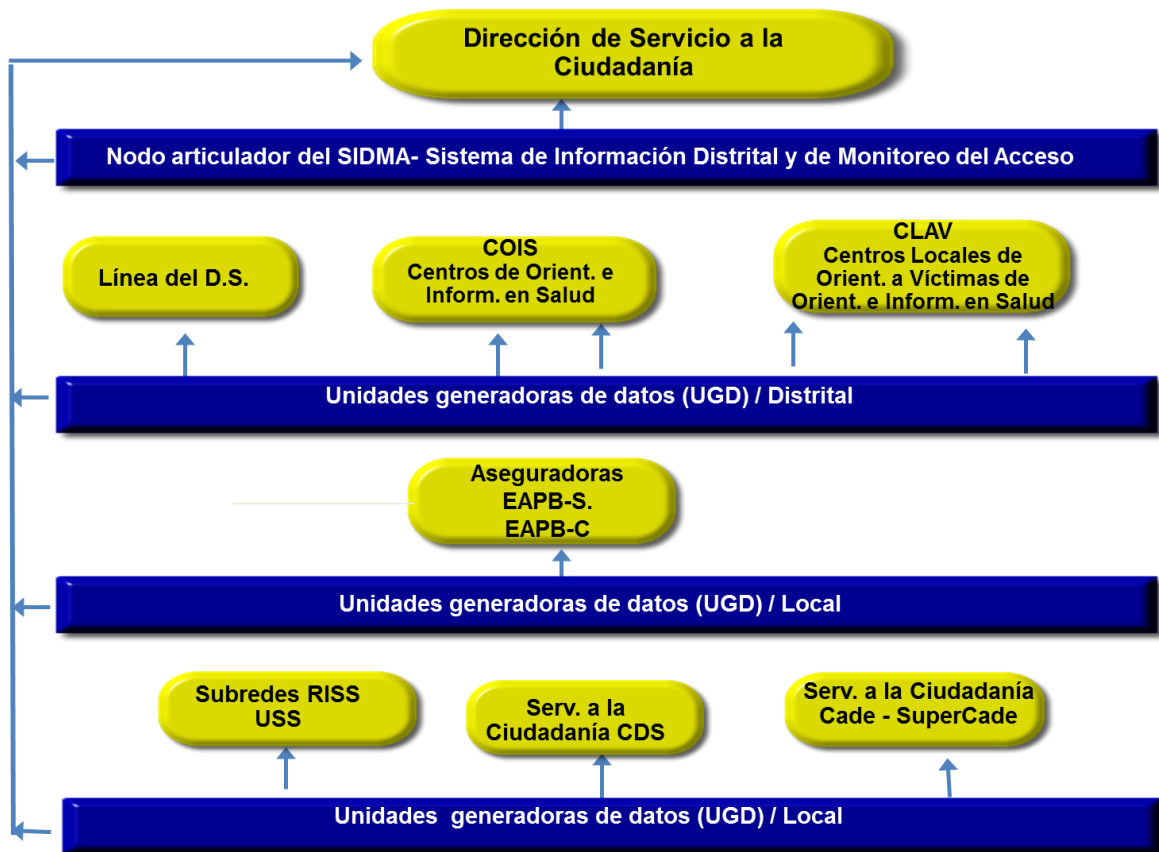 Dirección de Servicio a la
Ciudadanía
Nodo articulador del SIDMA- Sistema de Información Distrital y de Monitoreo del Acceso
Línea del D.S.
COIS
Centros de Orient. e
Inform. en Salud
CLAV
Centros Locales de
Orient. a Víctimas de
Orient. e Inform. en Salud
Unidades generadoras de datos (UGD) / Distrital
Aseguradoras
EAPB-S.
EAPB-C
Unidades generadoras de datos (UGD) / Local
Subredes RISS
USS
Serv. a la
Ciudadanía CDS
Serv. a la Ciudadanía
Cade - SuperCade
Unidades  generadoras de datos (UGD) / Local